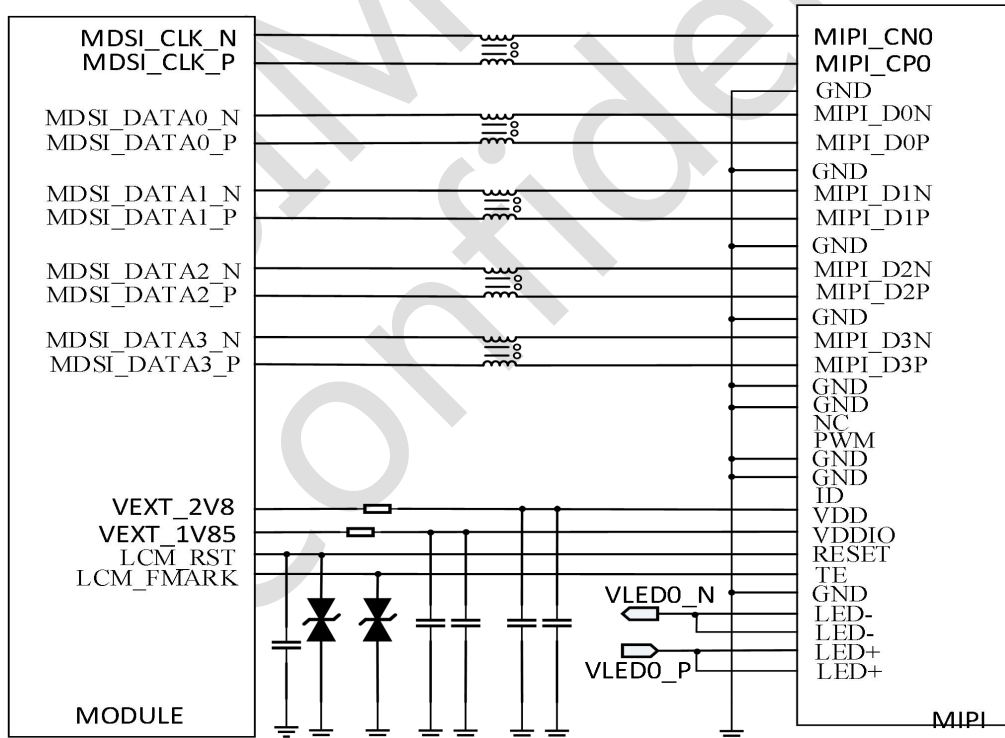 MDSI_CLK_N
MDSI_CLK_P
MDSI_DATA0_N
MDSI_DATA0_P
MDSI_DATA1_N
MDSI_DATA1_P
MDSI_DATA2_N
MDSI_DATA2_P
MDSI_DATA3_N
MDSI_DATA3_P
VEXT_2V8
VEXT_1V85
LCM_RST
LCM_FMARK
MODULE
VLED0_N
VLED0_P
MIPI_CN0
MIPI_CP0
GND
MIPI_D0N
MIPI_D0P
GND
MIPI_D1N
MIPI_D1P
GND
MIPI_D2N
MIPI_D2P
GND
MIPI_D3N
MIPI_D3P
GND
GND
NC
PWM
GND
GND
ID
VDD
VDDIO
RESET
TE
GND
LED-
LED-
LED+
LED+
MIPI